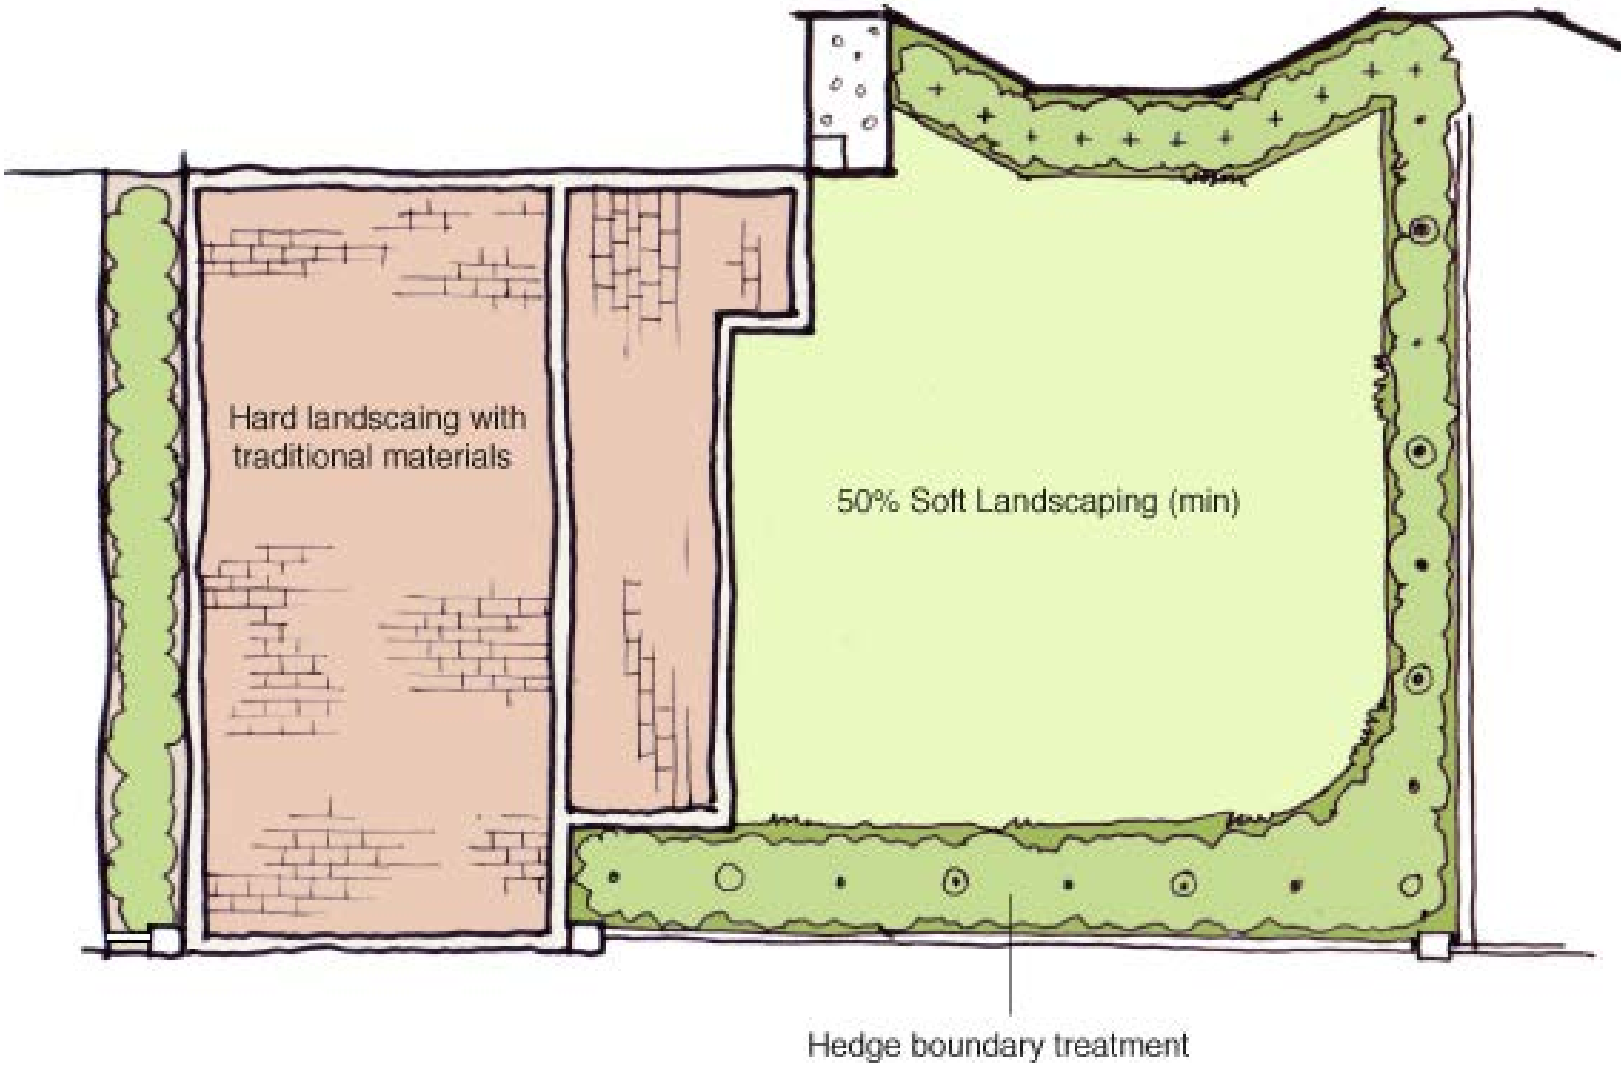 Hard landscaing with
traditional materials
50% Soft Landscaping (min)
Hedge boundary treatment